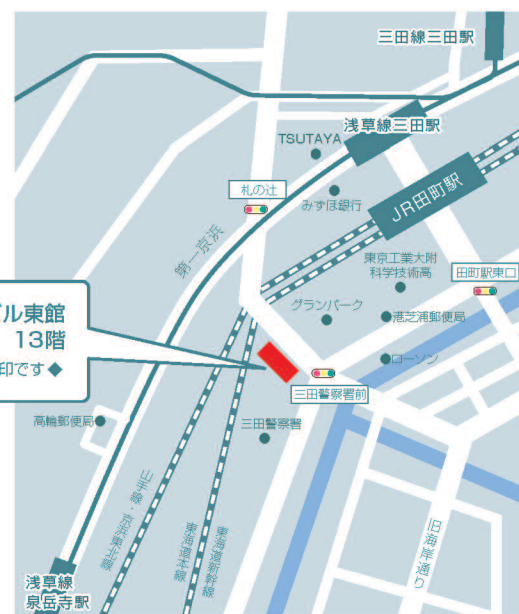 三田線三田駅
浅草線三田駅
TSUTAYA
札の辻
みずほ銀行
JR田町駅
第一京浜
東京工業大附
科学技術高
田町駅東口
グランパーク
港芝浦郵便局
ル東館
13階
印です◆
ローソン
三田警察署前
高輪郵便局
三田警察署
山手線・京浜東北線
東海道本線
東海道新幹線
旧海岸通り
浅草線
泉岳寺駅